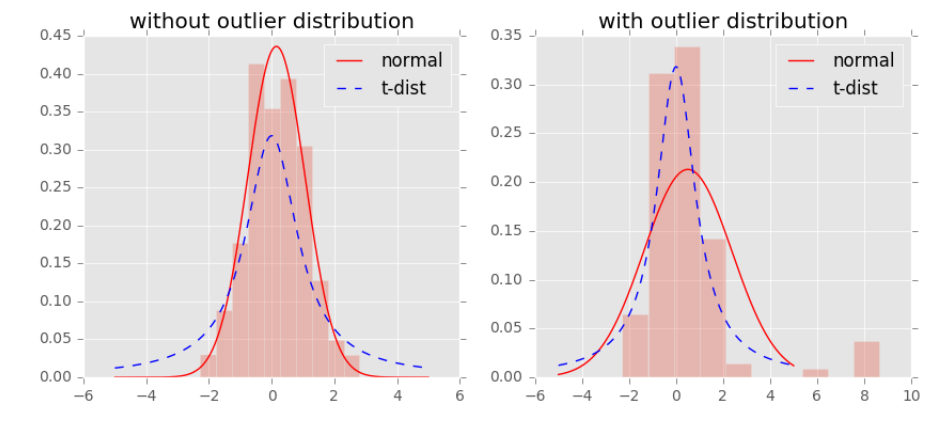 without outlier distribution
0.45
0.40
0.35
0.30
0.25
0.20
0.15
0.10
0.05
0.00
−6 −4 −2 0 2 4 6
normal
t-dist
with outlier distribution
0.35
0.30
0.25
0.20
0.15
0.10
0.05
0.00
−6 −4 −2 0 2 4 6 8 10
normal
t-dist